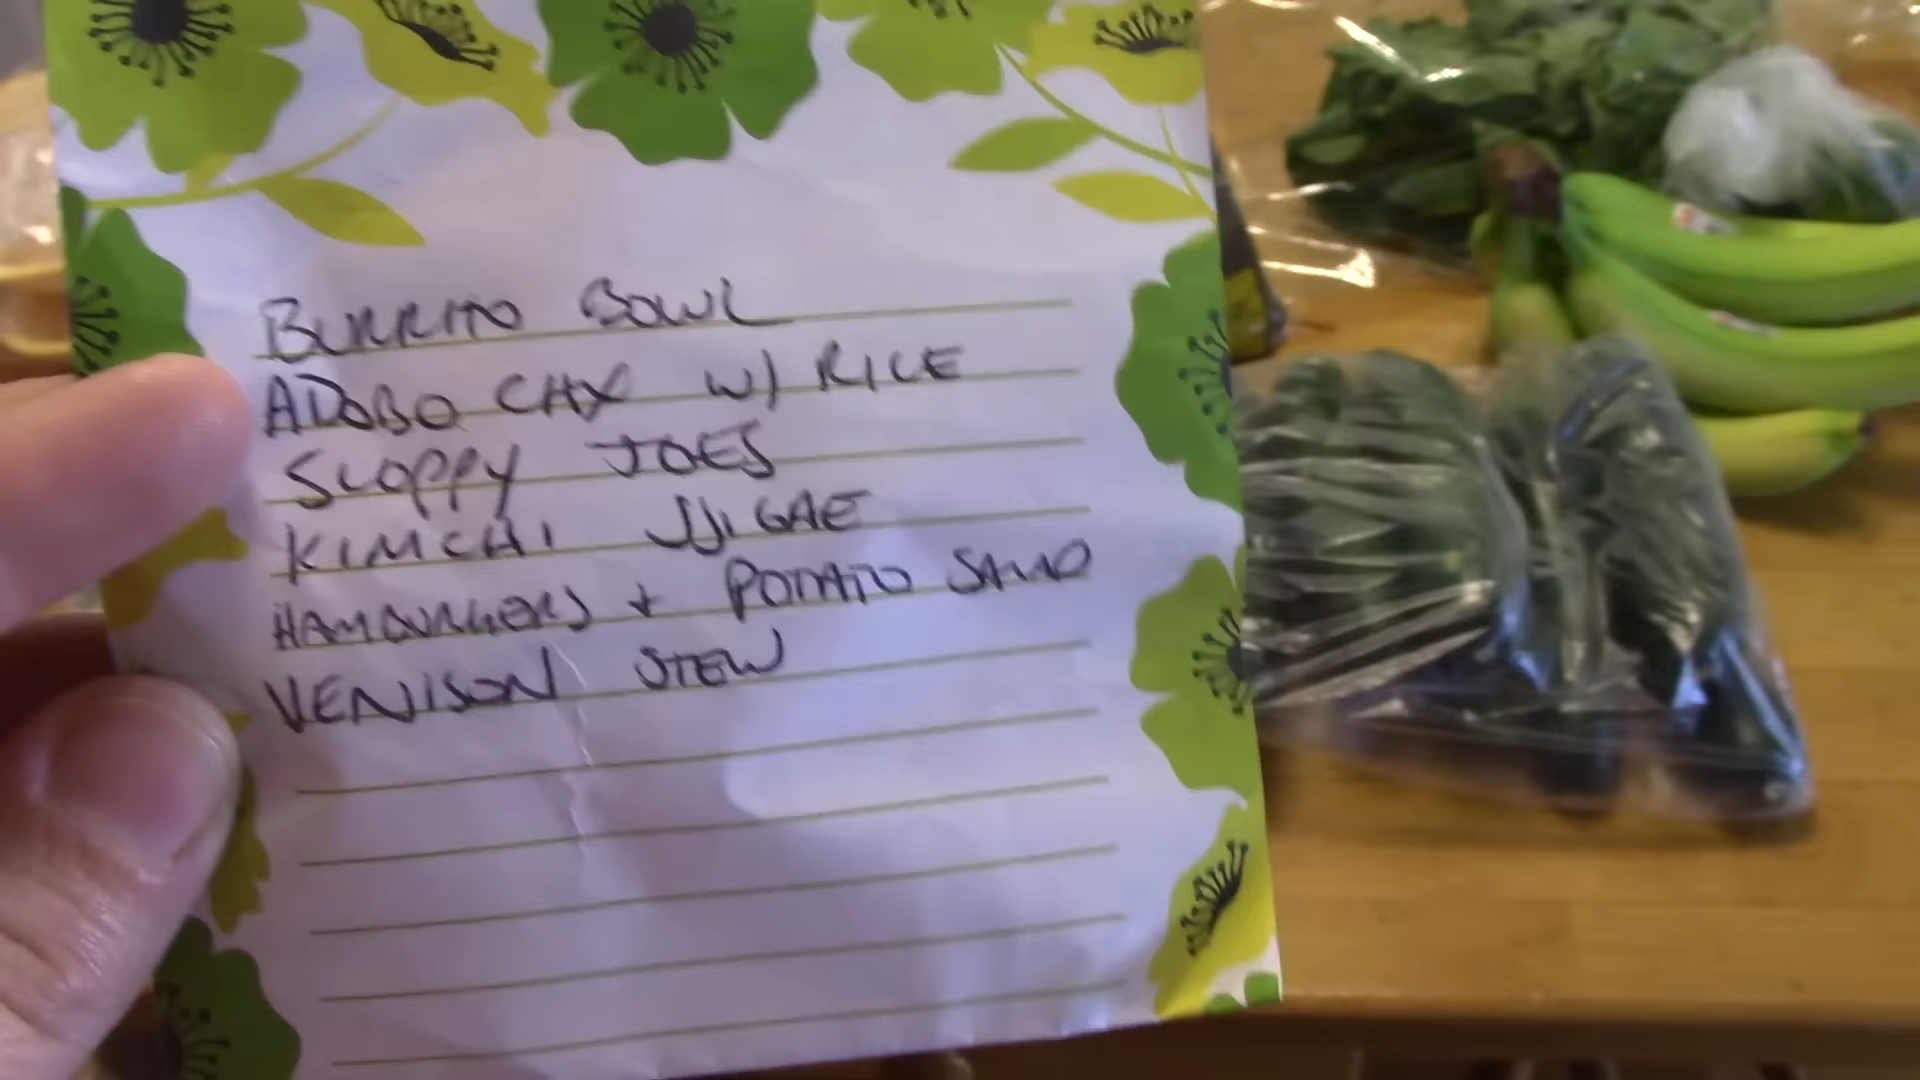 BURRITO BOWL
ADOBO CHX W/ RICE
SLOPPY JOES
KIMCHI JJIGAE
HAMBURGERS + POTATO SALAD
VENISON STEW